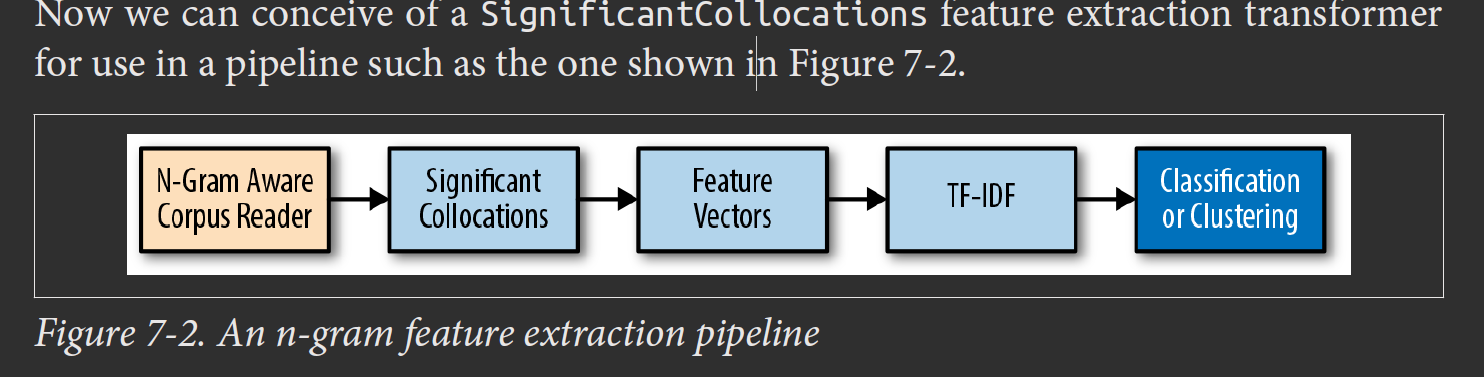 Now we can conceive of a SignificantCollocations feature extraction transformer
for use in a pipeline such as the one shown in Figure 7-2.
N-Gram Aware
Corpus Reader
Significant
Collocations
Feature
Vectors
TF-IDF
Classification
or Clustering
Figure 7-2. An n-gram feature extraction pipeline